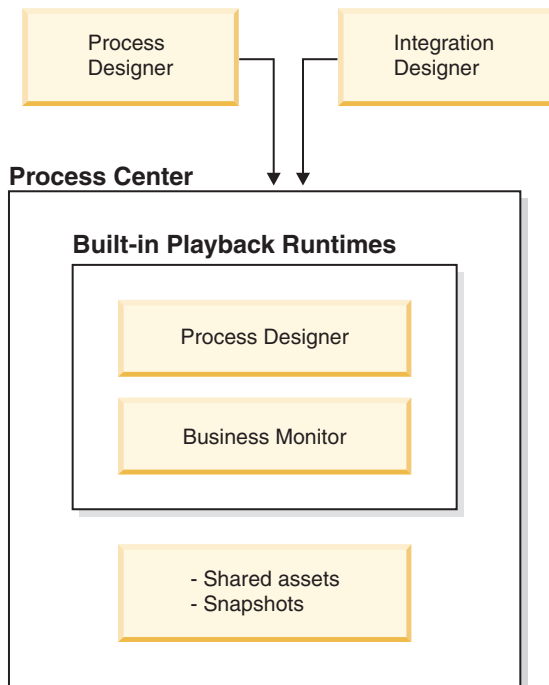 Process
Designer
Integration
Designer
Process Center
Built-in Playback Runtimes
Process Designer
Business Monitor
- Shared assets
- Snapshots